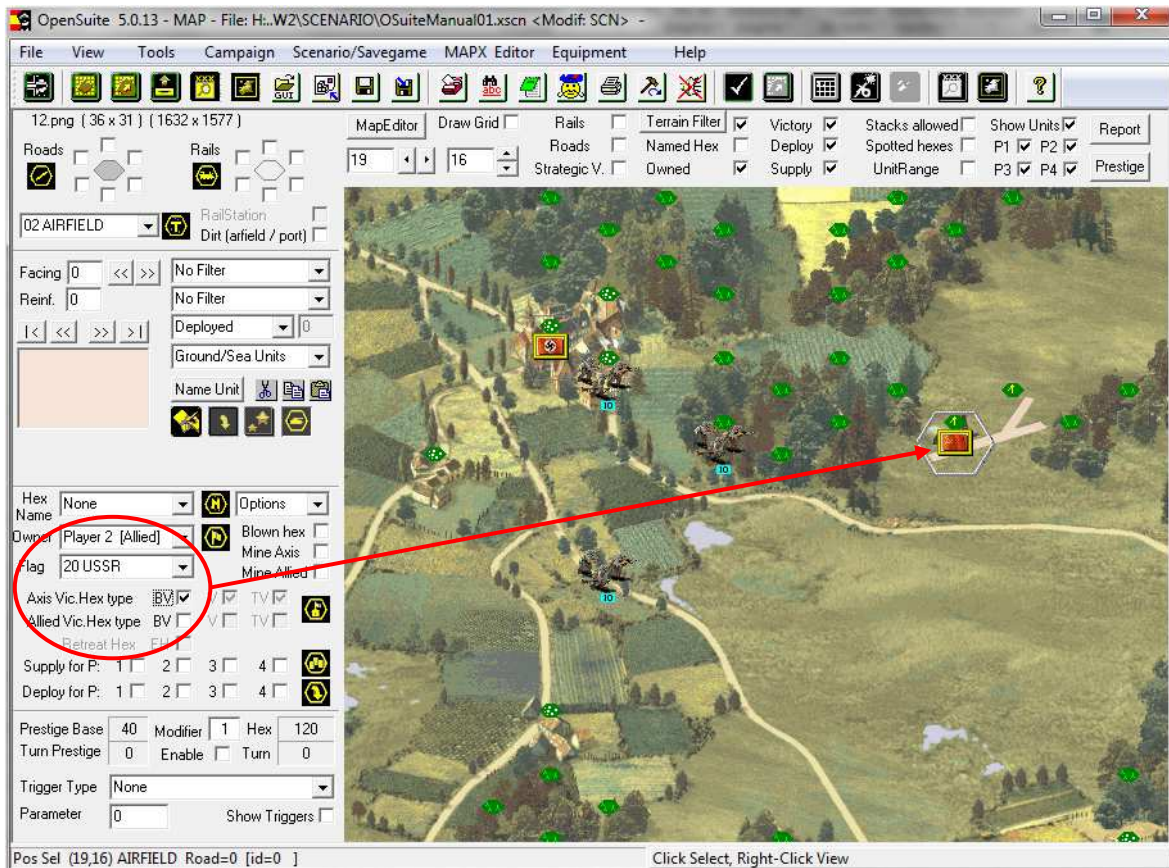 OpenSuite 5.0.13 - MAP - File: H:..W2\SCENARIO\OSuiteManual01.xscn <Modif: SCN> -
File View Tools Campaign Scenario/Savegame MAPX Editor Equipment Help
GUI abc ?
12.png ( 36 x 31 ) ( 1632 x 1577 )
MapEditor Draw Grid Rails Terrain Filter Victory Stacks allowed Show Units Report
Roads Rails
Roads Named Hex Deploy Spotted hexes P1 P2
19 16 Strategic V. Owned Supply UnitRange P3 P4 Prestige
02 AIRFIELD T RailStation
Dirt (arfield / port)
Facing 0 << >> No Filter
Reinf. 0 No Filter
|< << >> >| Deployed 0
Ground/Sea Units
Name Unit
Hex Name None N Options
Owner Player 2 [Allied] Blown hex
Mine Axis
Flag 20 USSR Mine Allied
Axis Vic.Hex type BV V TV
Allied Vic.Hex type BV V TV
Retreat Hex EH
Supply for P: 1 2 3 4
Deploy for P: 1 2 3 4
Prestige Base 40 Modifier 1 Hex 120
Turn Prestige 0 Enable Turn 0
Trigger Type None
Parameter 0 Show Triggers
10
10
10
Pos Sel (19,16) AIRFIELD Road=0 [id=0 ] Click Select, Right-Click View